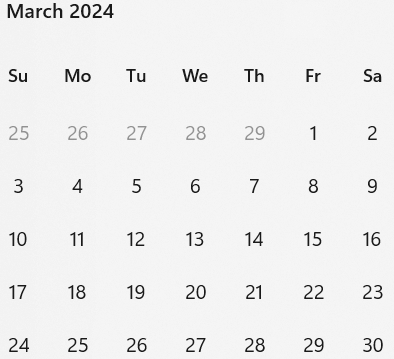 March 2024
Su Mo Tu We Th Fr Sa
25 26 27 28 29 1 2
3 4 5 6 7 8 9
10 11 12 13 14 15 16
17 18 19 20 21 22 23
24 25 26 27 28 29 30